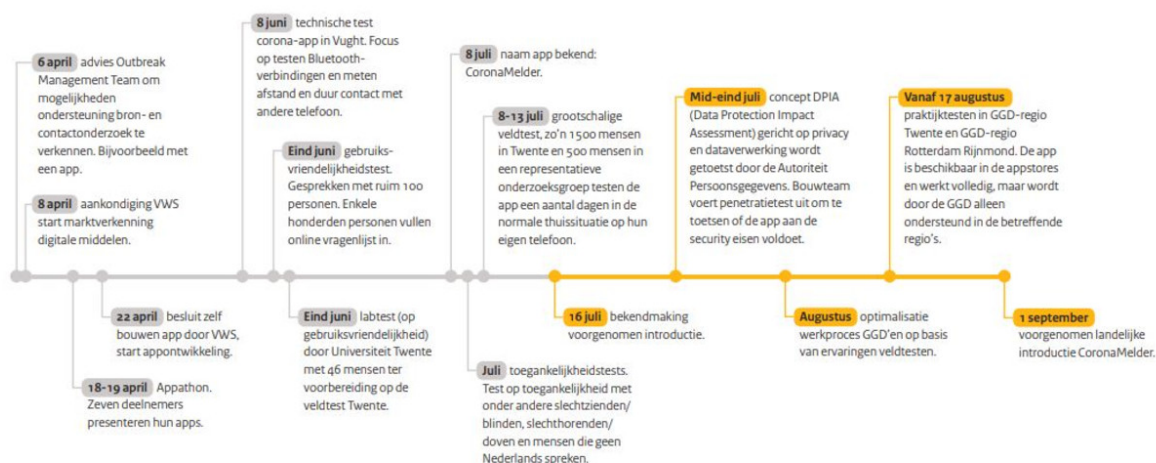 6 april advies Outbreak
Management Team om
mogelijkheden
ondersteuning bron- en
contactonderzoek te
verkennen. Bijvoorbeeld met
een app.
8 april aankondiging VWS
start marktverkenning
digitale middelen.
18-19 april Appathon.
Zeven deelnemers
presenteren hun apps.
22 april besluit zelf
bouwen app door VWS,
start appontwikkeling.
8 juni technische test
corona-app in Vught. Focus
op testen Bluetooth-
verbindingen en meten
afstand en duur contact met
andere telefoon.
Eind juni gebruiks-
vriendelijkheidstest.
Gesprekken met ruim 100
personen. Enkele
honderden personen vullen
online vragenlijst in.
Eind juni labtest (op
gebruiksvriendelijkheid)
door Universiteit Twente
met 46 mensen ter
voorbereiding op de
veldtest Twente.
8 juli naam app bekend:
CoronaMelder.
Juli toegankelijkheidstests.
Test op toegankelijkheid met
onder andere slechtzienden/
blinden, slechthorenden/
doven en mensen die geen
Nederlands spreken.
8-13 juli grootschalige
veldtest, zo'n 1500 mensen
in Twente en 500 mensen in
een representatieve
onderzoeksgroep testen de
app een aantal dagen in de
normale thuissituatie op hun
eigen telefoon.
16 juli bekendmaking
voorgenomen introductie.
Mid-eind juli concept DPIA
(Data Protection Impact
Assessment) gericht op privacy
en dataverwerking wordt
getoetst door de Autoriteit
Persoonsgegevens. Bouwteam
voert penetratietest uit om te
toetsen of de app aan de
security eisen voldoet.
Augustus optimalisatie
werkproces GGD'en op basis
van ervaringen veldtesten.
Vanaf 17 augustus
praktijktesten in GGD-regio
Twente en GGD-regio
Rotterdam Rijnmond. De app
is beschikbaar in de appstores
en werkt volledig, maar wordt
door de GGD alleen
ondersteund in de betreffende
regio's.
1 september
voorgenomen landelijke
introductie CoronaMelder.